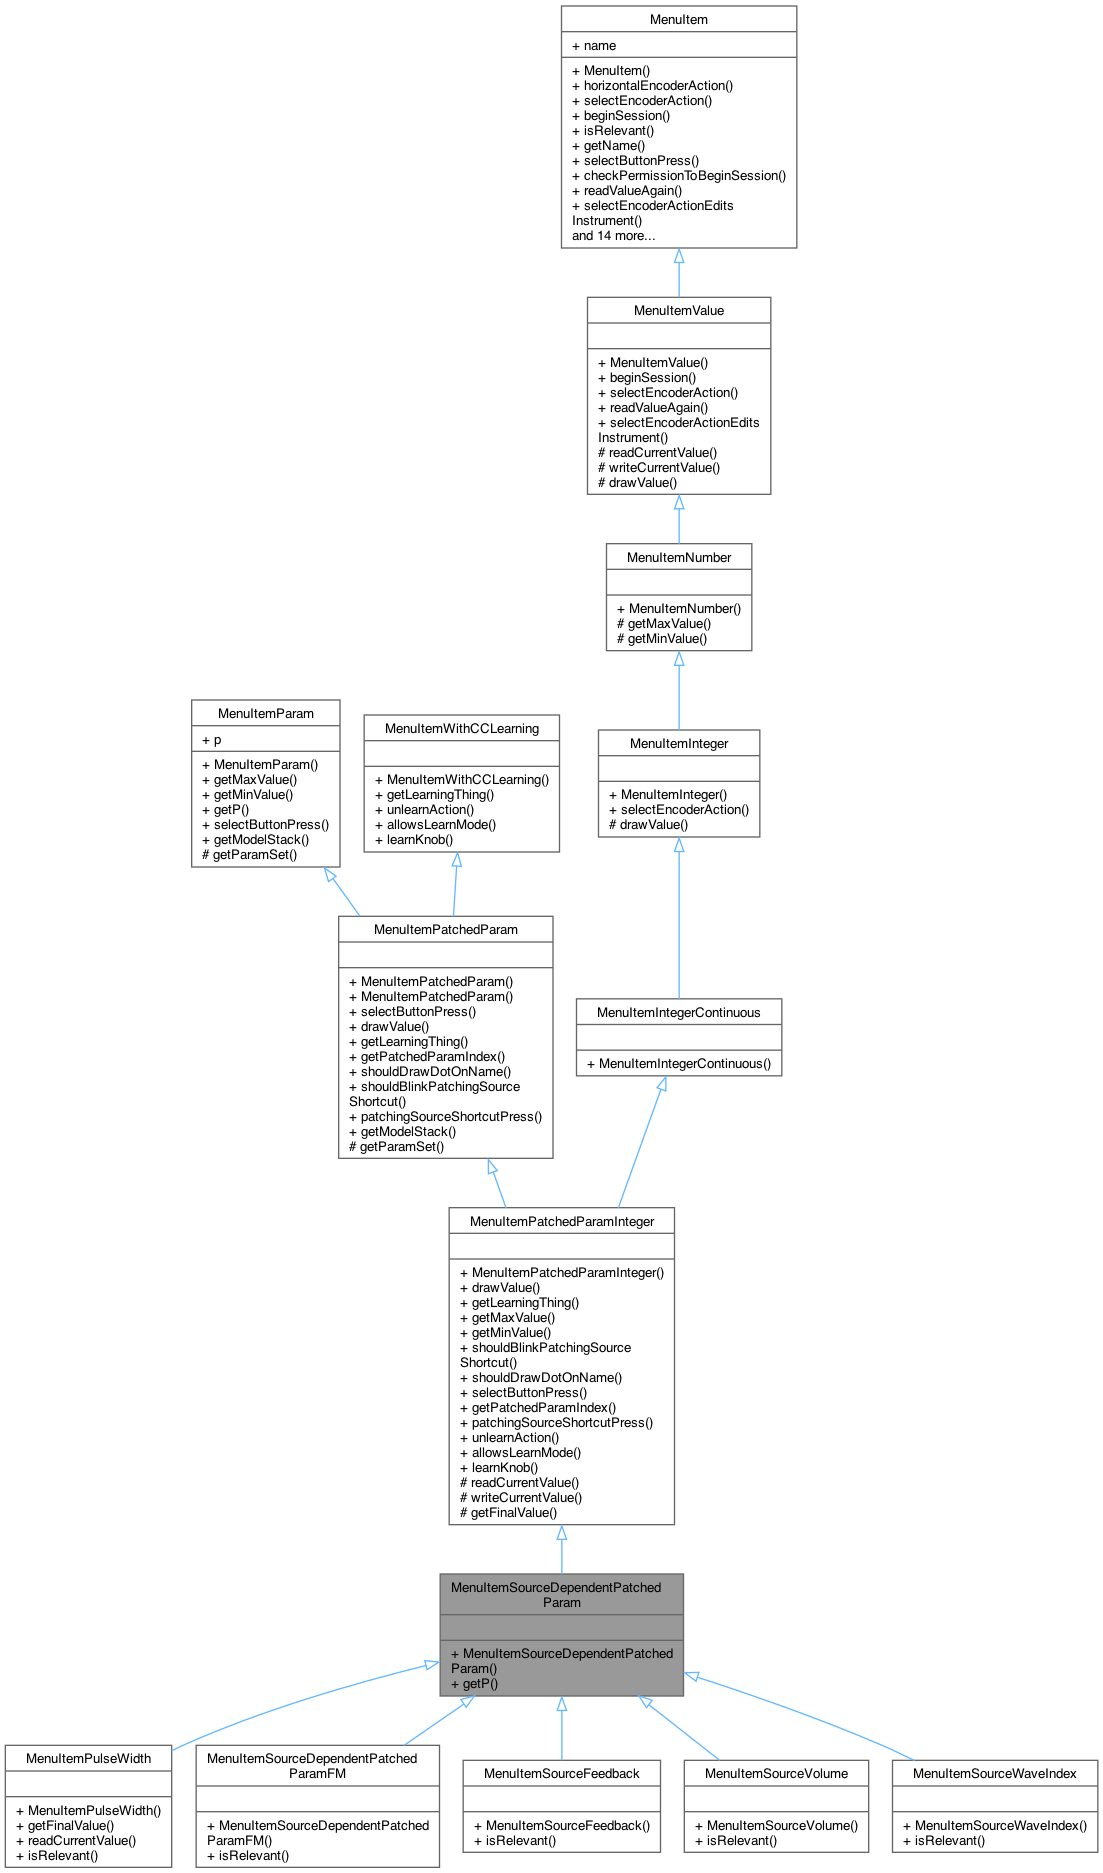 MenuItem
+ name
+ MenuItem()
+ horizontalEncoderAction()
+ selectEncoderAction()
+ beginSession()
+ isRelevant()
+ getName()
+ selectButtonPress()
+ checkPermissionToBeginSession()
+ readValueAgain()
+ selectEncoderActionEdits
Instrument()
and 14 more...
MenuItemValue
+ MenuItemValue()
+ beginSession()
+ selectEncoderAction()
+ readValueAgain()
+ selectEncoderActionEdits
Instrument()
# readCurrentValue()
# writeCurrentValue()
# drawValue()
MenuItemNumber
+ MenuItemNumber()
# getMaxValue()
# getMinValue()
MenuItemParam
+ p
+ MenuItemParam()
+ getMaxValue()
+ getMinValue()
+ getP()
+ selectButtonPress()
+ getModelStack()
# getParamSet()
MenuItemWithCCLearning
+ MenuItemWithCCLearning()
+ getLearningThing()
+ unlearnAction()
+ allowsLearnMode()
+ learnKnob()
MenuItemInteger
+ MenuItemInteger()
+ selectEncoderAction()
# drawValue()
MenuItemPatchedParam
+ MenuItemPatchedParam()
+ MenuItemPatchedParam()
+ selectButtonPress()
+ drawValue()
+ getLearningThing()
+ getPatchedParamIndex()
+ shouldDrawDotOnName()
+ shouldBlinkPatchingSource
Shortcut()
+ patchingSourceShortcutPress()
+ getModelStack()
# getParamSet()
MenuItemIntegerContinuous
+ MenuItemIntegerContinuous()
MenuItemPatchedParamInteger
+ MenuItemPatchedParamInteger()
+ drawValue()
+ getLearningThing()
+ getMaxValue()
+ getMinValue()
+ shouldBlinkPatchingSource
Shortcut()
+ shouldDrawDotOnName()
+ selectButtonPress()
+ getPatchedParamIndex()
+ patchingSourceShortcutPress()
+ unlearnAction()
+ allowsLearnMode()
+ learnKnob()
# readCurrentValue()
# writeCurrentValue()
# getFinalValue()
MenuItemSourceDependentPatched
Param
+ MenuItemSourceDependentPatched
Param()
+ getP()
MenuItemPulseWidth
+ MenuItemPulseWidth()
+ getFinalValue()
+ readCurrentValue()
+ isRelevant()
MenuItemSourceDependentPatched
ParamFM
+ MenuItemSourceDependentPatched
ParamFM()
+ isRelevant()
MenuItemSourceFeedback
+ MenuItemSourceFeedback()
+ isRelevant()
MenuItemSourceVolume
+ MenuItemSourceVolume()
+ isRelevant()
MenuItemSourceWaveIndex
+ MenuItemSourceWaveIndex()
+ isRelevant()